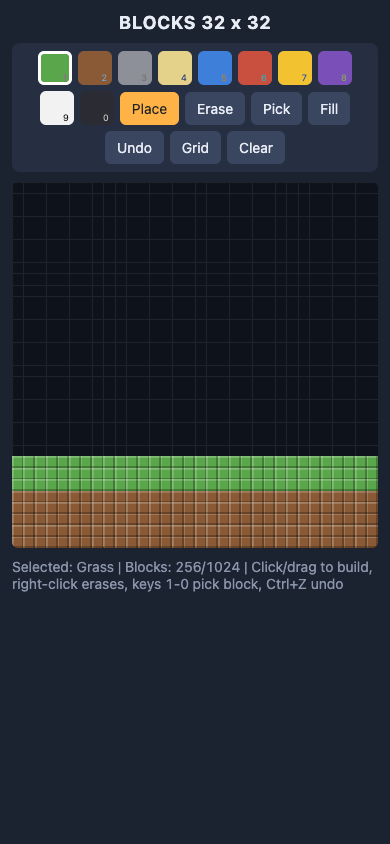 BLOCKS 32 x 32
1 2 3 4 5 6 7 8
9 0 Place Erase Pick Fill
Undo Grid Clear
Selected: Grass | Blocks: 256/1024 | Click/drag to build,
right-click erases, keys 1-0 pick block, Ctrl+Z undo